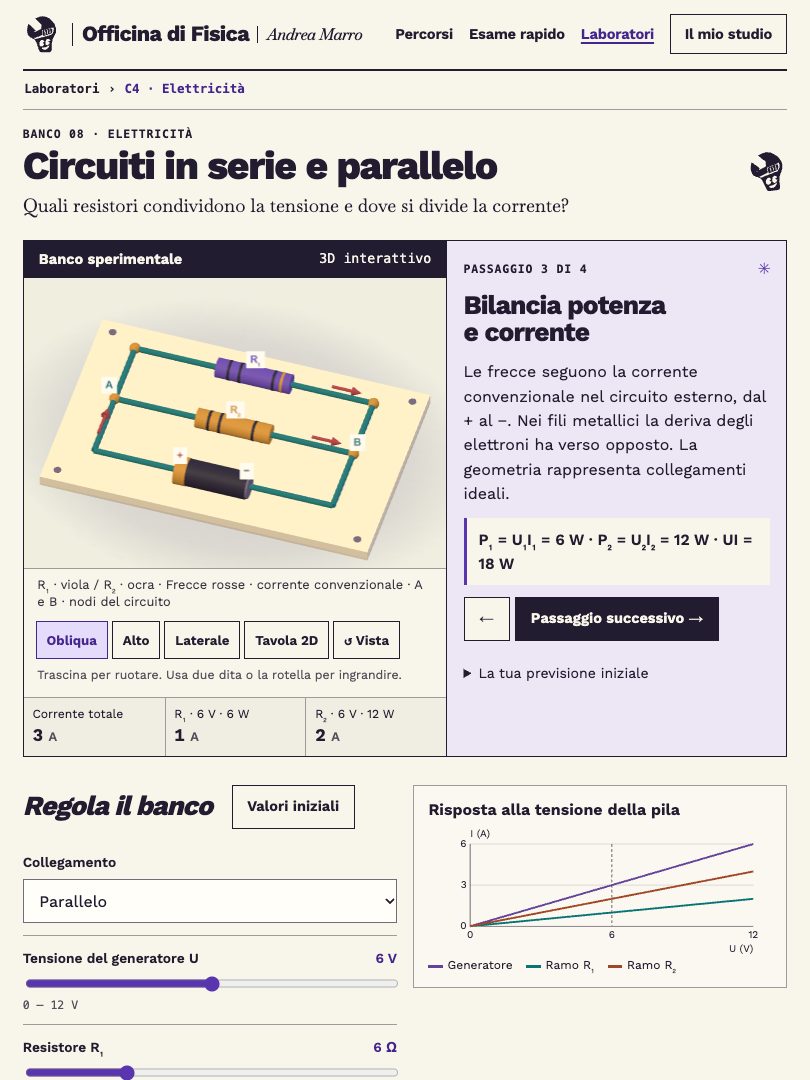 Officina di Fisica
Andrea Marro
Percorsi
Esame rapido
Laboratori
Il mio studio
Laboratori › C4 · Elettricità
BANCO 08 · ELETTRICITÀ
Circuiti in serie e parallelo
Quali resistori condividono la tensione e dove si divide la corrente?
Banco sperimentale
3D interattivo
R₁
A
R₂
B
+
−
R₁ · viola / R₂ · ocra · Frecce rosse · corrente convenzionale · A
e B · nodi del circuito
Obliqua
Alto
Laterale
Tavola 2D
↺ Vista
Trascina per ruotare. Usa due dita o la rotella per ingrandire.
Corrente totale
3 A
R₁ · 6 V · 6 W
1 A
R₂ · 6 V · 12 W
2 A
PASSAGGIO 3 DI 4
Bilancia potenza
e corrente
Le frecce seguono la corrente
convenzionale nel circuito esterno, dal
+ al −. Nei fili metallici la deriva degli
elettroni ha verso opposto. La
geometria rappresenta collegamenti
ideali.
P₁ = U₁I₁ = 6 W · P₂ = U₂I₂ = 12 W · UI =
18 W
←
Passaggio successivo →
▶ La tua previsione iniziale
Regola il banco
Valori iniziali
Collegamento
Parallelo
Tensione del generatore U
6 V
0 — 12 V
Resistore R₁
6 Ω
Risposta alla tensione della pila
I (A)
6
3
0
0
6
12
U (V)
Generatore
Ramo R₁
Ramo R₂